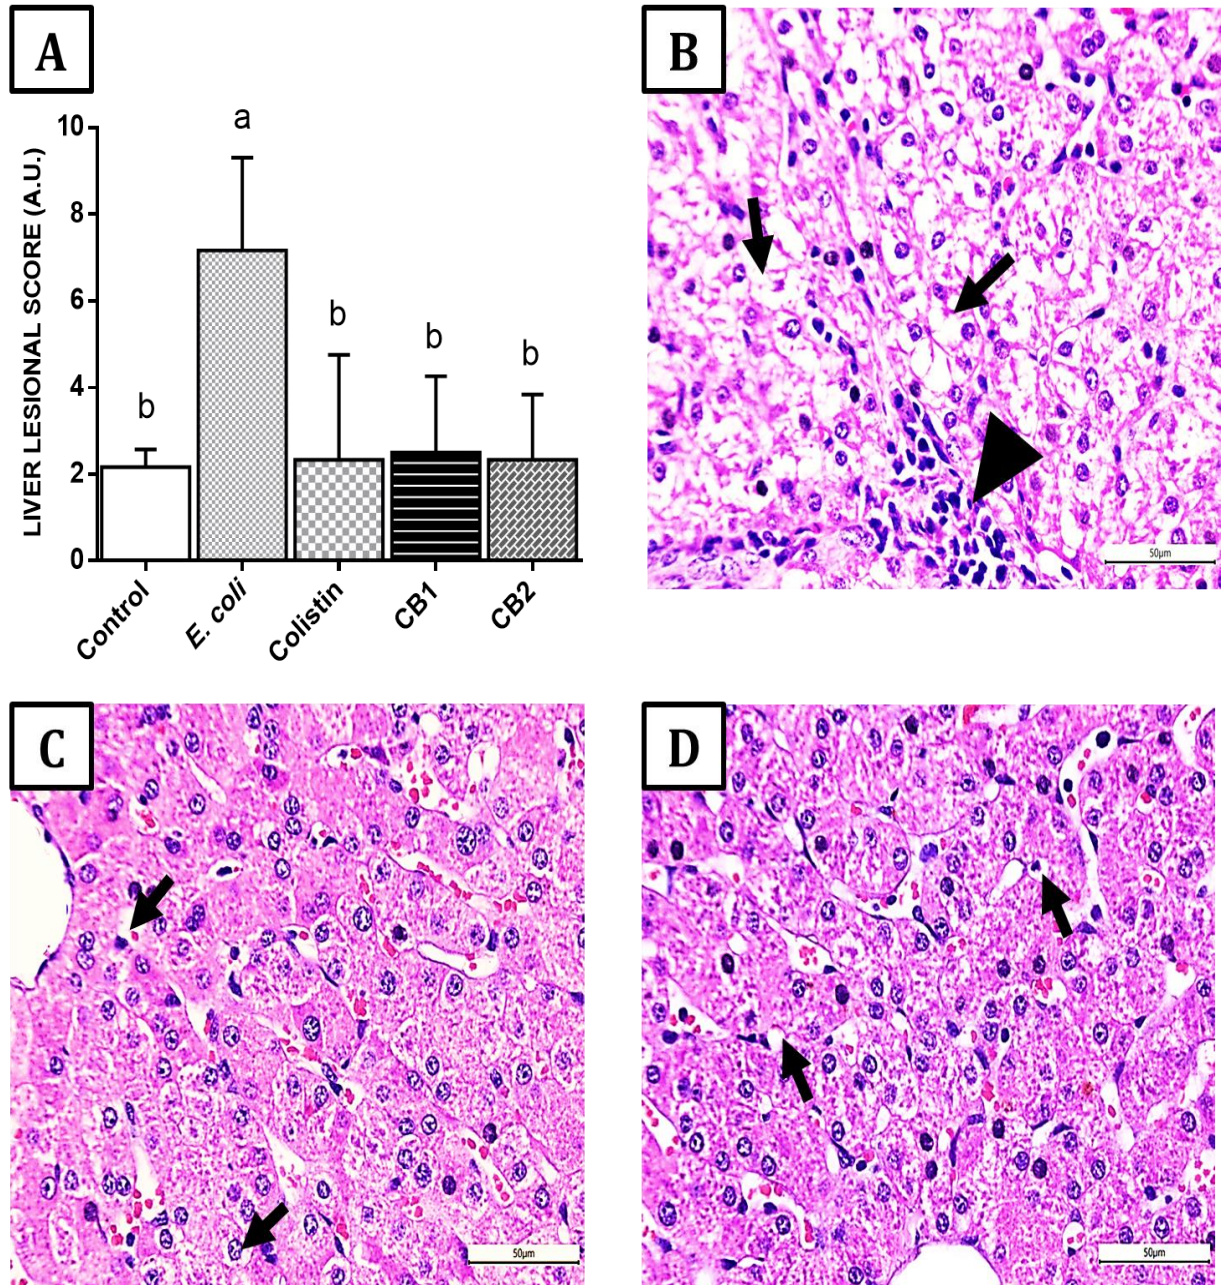 A
B
LIVER LESIONAL SCORE (A.U.)
10
8
6
4
2
0
b
a
b
b
b
Control
E. coli
Colistin
CB1
CB2
50µm
C
D
50µm
50µm